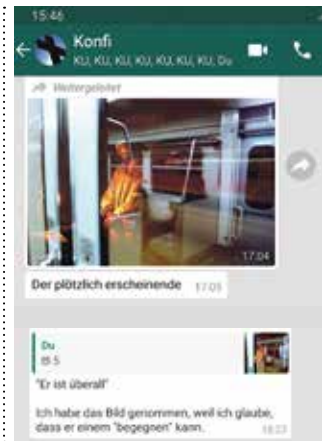 15:46
Konfi
KU, KU, KU, KU, KU, KU, KU, Du
Weitergeleitet
17:04
Der plötzlich erscheinende 17:05
Du
5
"Er ist überall"
Ich habe das Bild genommen, weil ich glaube,
dass er einem "begegnen" kann.